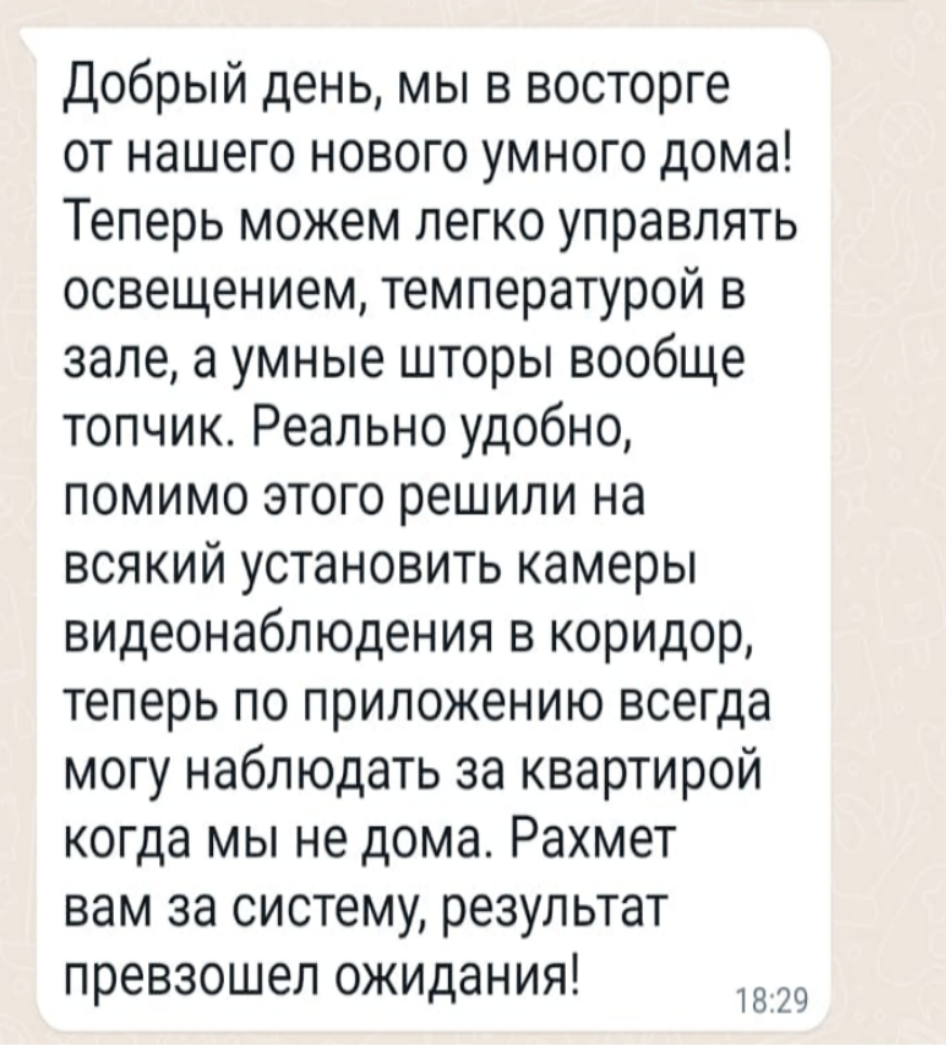 Добрый день, мы в восторге
от нашего нового умного дома!
Теперь можем легко управлять
освещением, температурой в
зале, а умные шторы вообще
топчик. Реально удобно,
помимо этого решили на
всякий установить камеры
видеонаблюдения в коридор,
теперь по приложению всегда
могу наблюдать за квартирой
когда мы не дома. Рахмет
вам за систему, результат
превзошел ожидания!
18:29